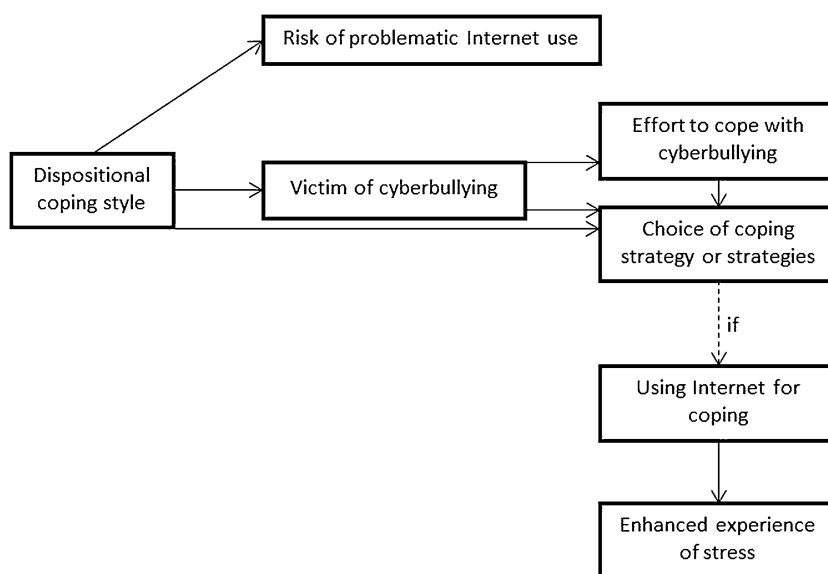 Risk of problematic Internet use
Effort to cope with
cyberbullying
Dispositional
coping style
Victim of cyberbullying
Choice of coping
strategy or strategies
if
Using Internet for
coping
Enhanced experience
of stress